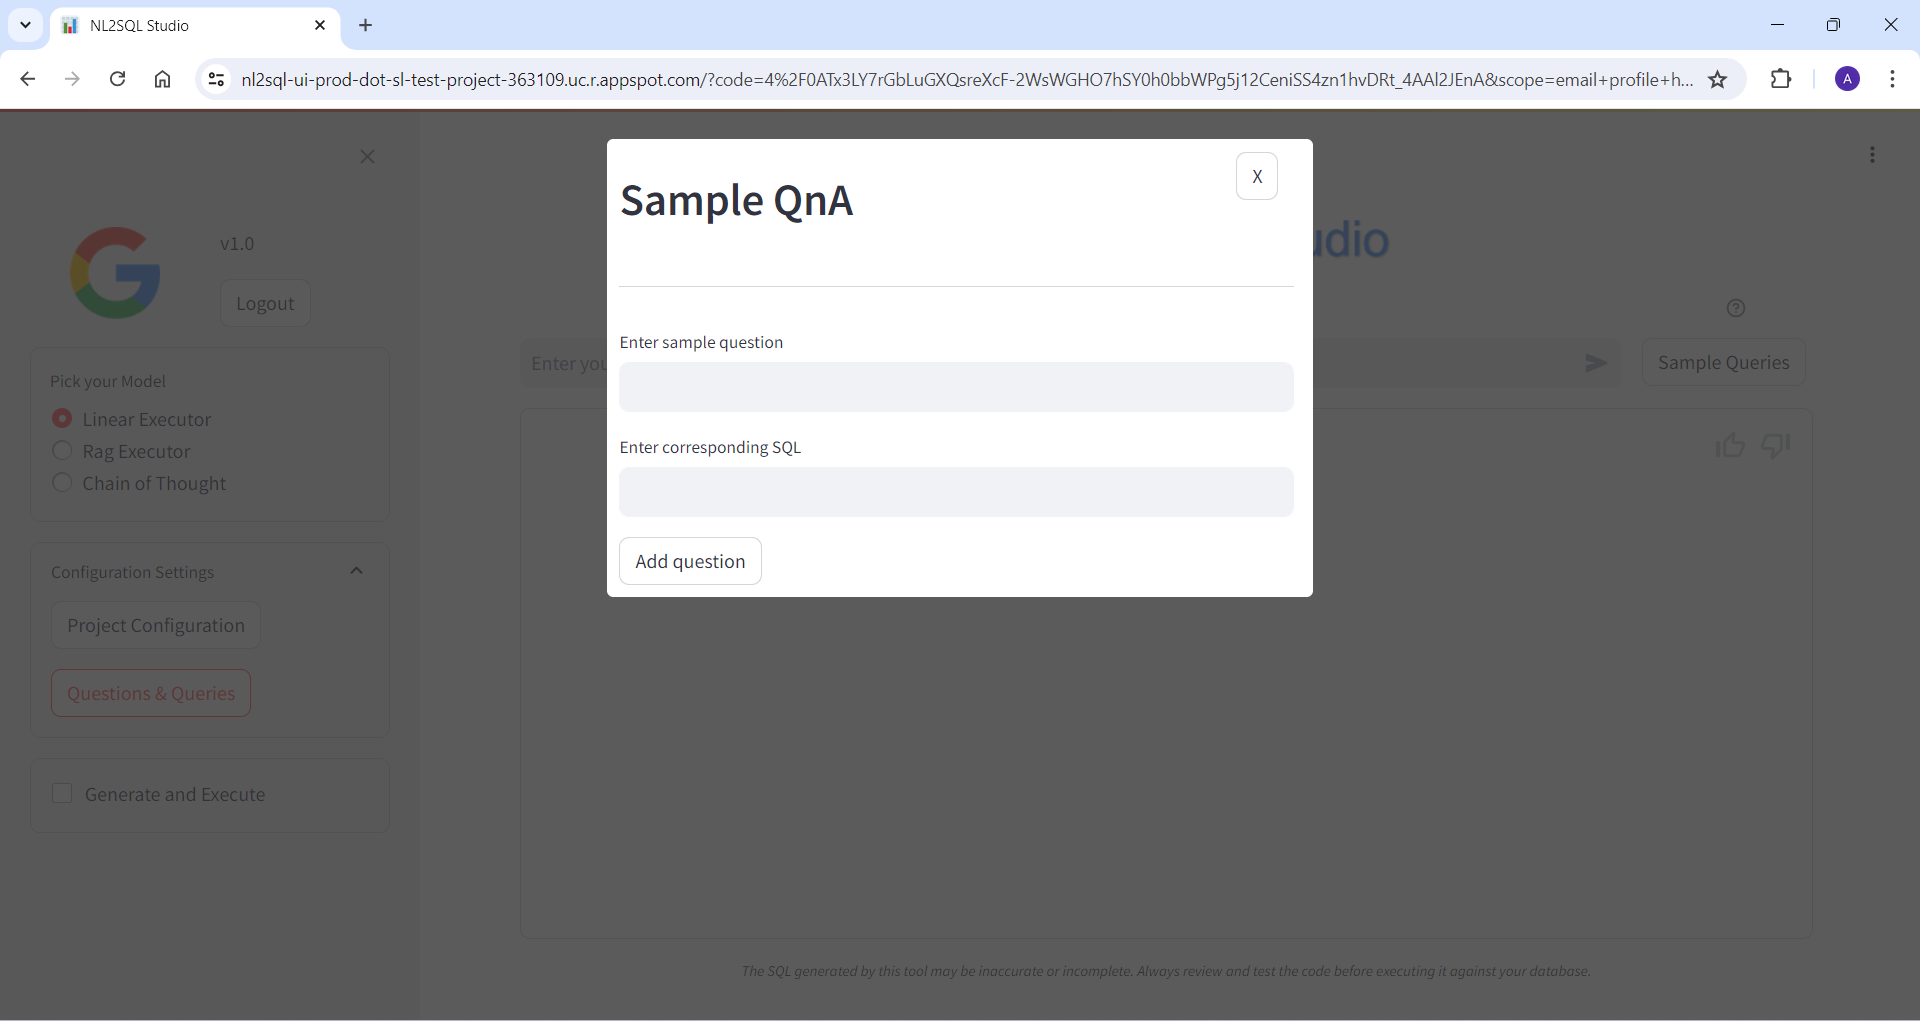 NL2SQL Studio
nl2sql-ui-prod-dot-sl-test-project-363109.uc.r.appspot.com/?code=4%2F0ATx3LY7rGbLuGXQsreXcF-2WsWGHO7hSY0h0bbWPg5j12CeniSS4zn1hvDRt_4AAl2JEnA&scope=email+profile+h...
A
X
Sample QnA
udio
v1.0
Logout
Enter sample question
Enter you
Sample Queries
Pick your Model
Linear Executor
Rag Executor
Chain of Thought
Enter corresponding SQL
Add question
Configuration Settings
Project Configuration
Questions & Queries
Generate and Execute
The SQL generated by this tool may be inaccurate or incomplete. Always review and test the code before executing it against your database.